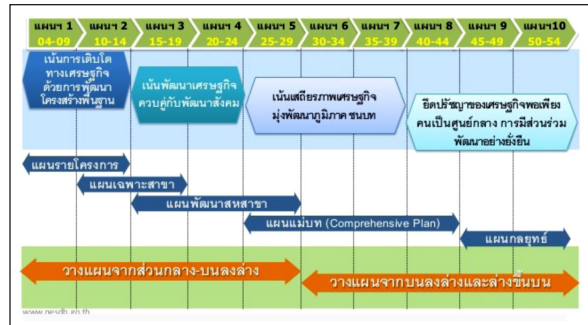 แผนฯ 1 แผนฯ 2 แผนฯ 3 แผนฯ 4 แผนฯ 5 แผนฯ 6 แผนฯ 7 แผนฯ 8 แผนฯ 9 แผนฯ10
04-09 10-14 15-19 20-24 25-29 30-34 35-39 40-44 45-49 50-54
เน้นการเติบโต
ทางเศรษฐกิจ
ด้วยการพัฒนา
โครงสร้างพื้นฐาน
เน้นพัฒนาเศรษฐกิจ
ควบคู่กับพัฒนาสังคม
เน้นเสถียรภาพเศรษฐกิจ
มุ่งพัฒนาภูมิภาค ชนบท
ยึดปรัชญาของเศรษฐกิจพอเพียง
คนเป็นศูนย์กลาง การมีส่วนร่วม
พัฒนาอย่างยั่งยืน
แผนรายโครงการ
แผนเฉพาะสาขา
แผนพัฒนาสหสาขา
แผนแม่บท (Comprehensive Plan)
แผนกลยุทธ์
วางแผนจากส่วนกลาง-บนลงล่าง
วางแผนจากบนลงล่างและล่างขึ้นบน
www.nesdb.go.th